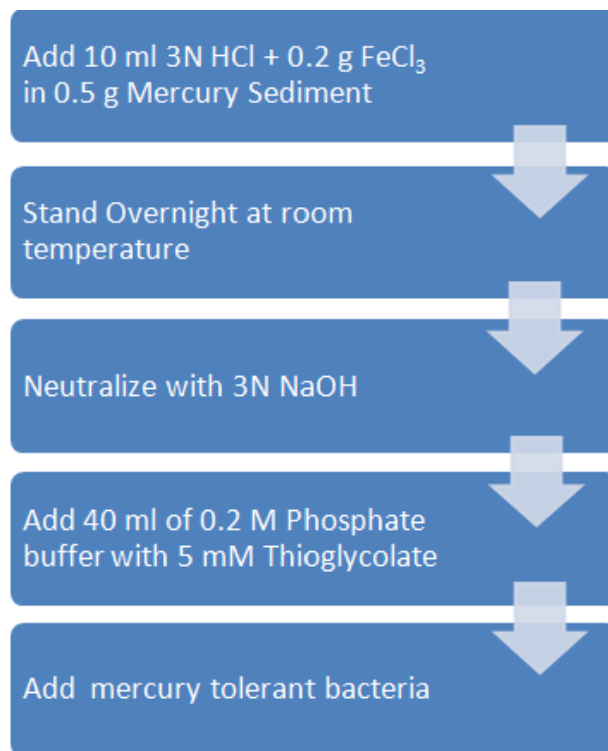 Add 10 ml 3N HCl + 0.2 g FeCl₃
in 0.5 g Mercury Sediment
Stand Overnight at room
temperature
Neutralize with 3N NaOH
Add 40 ml of 0.2 M Phosphate
buffer with 5 mM Thioglycolate
Add mercury tolerant bacteria